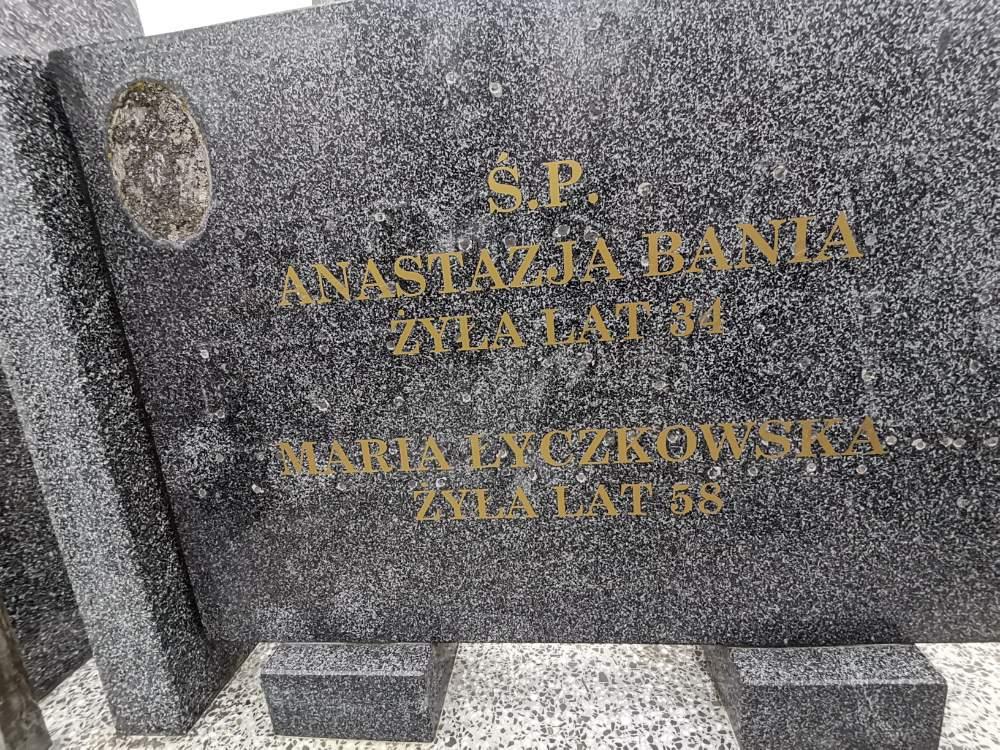 Ś.P.
ANASTAZJA BANIA
ŻYŁA LAT 34
MARIA ŁYCZKOWSKA
ŻYŁA LAT 58